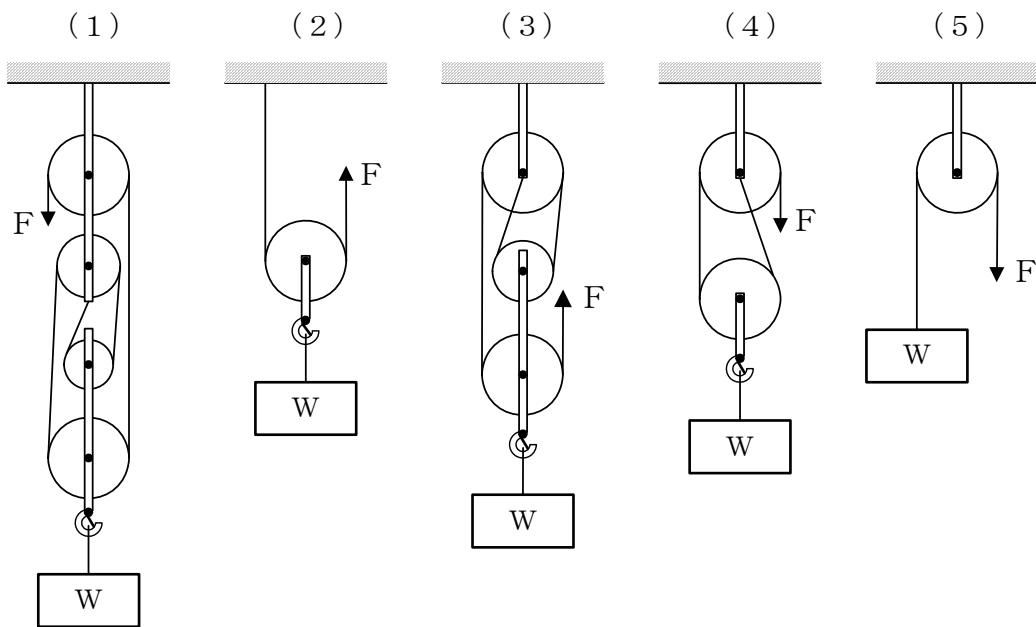 （１） （２） （３） （４） （５）
F F F F F
W W W W W